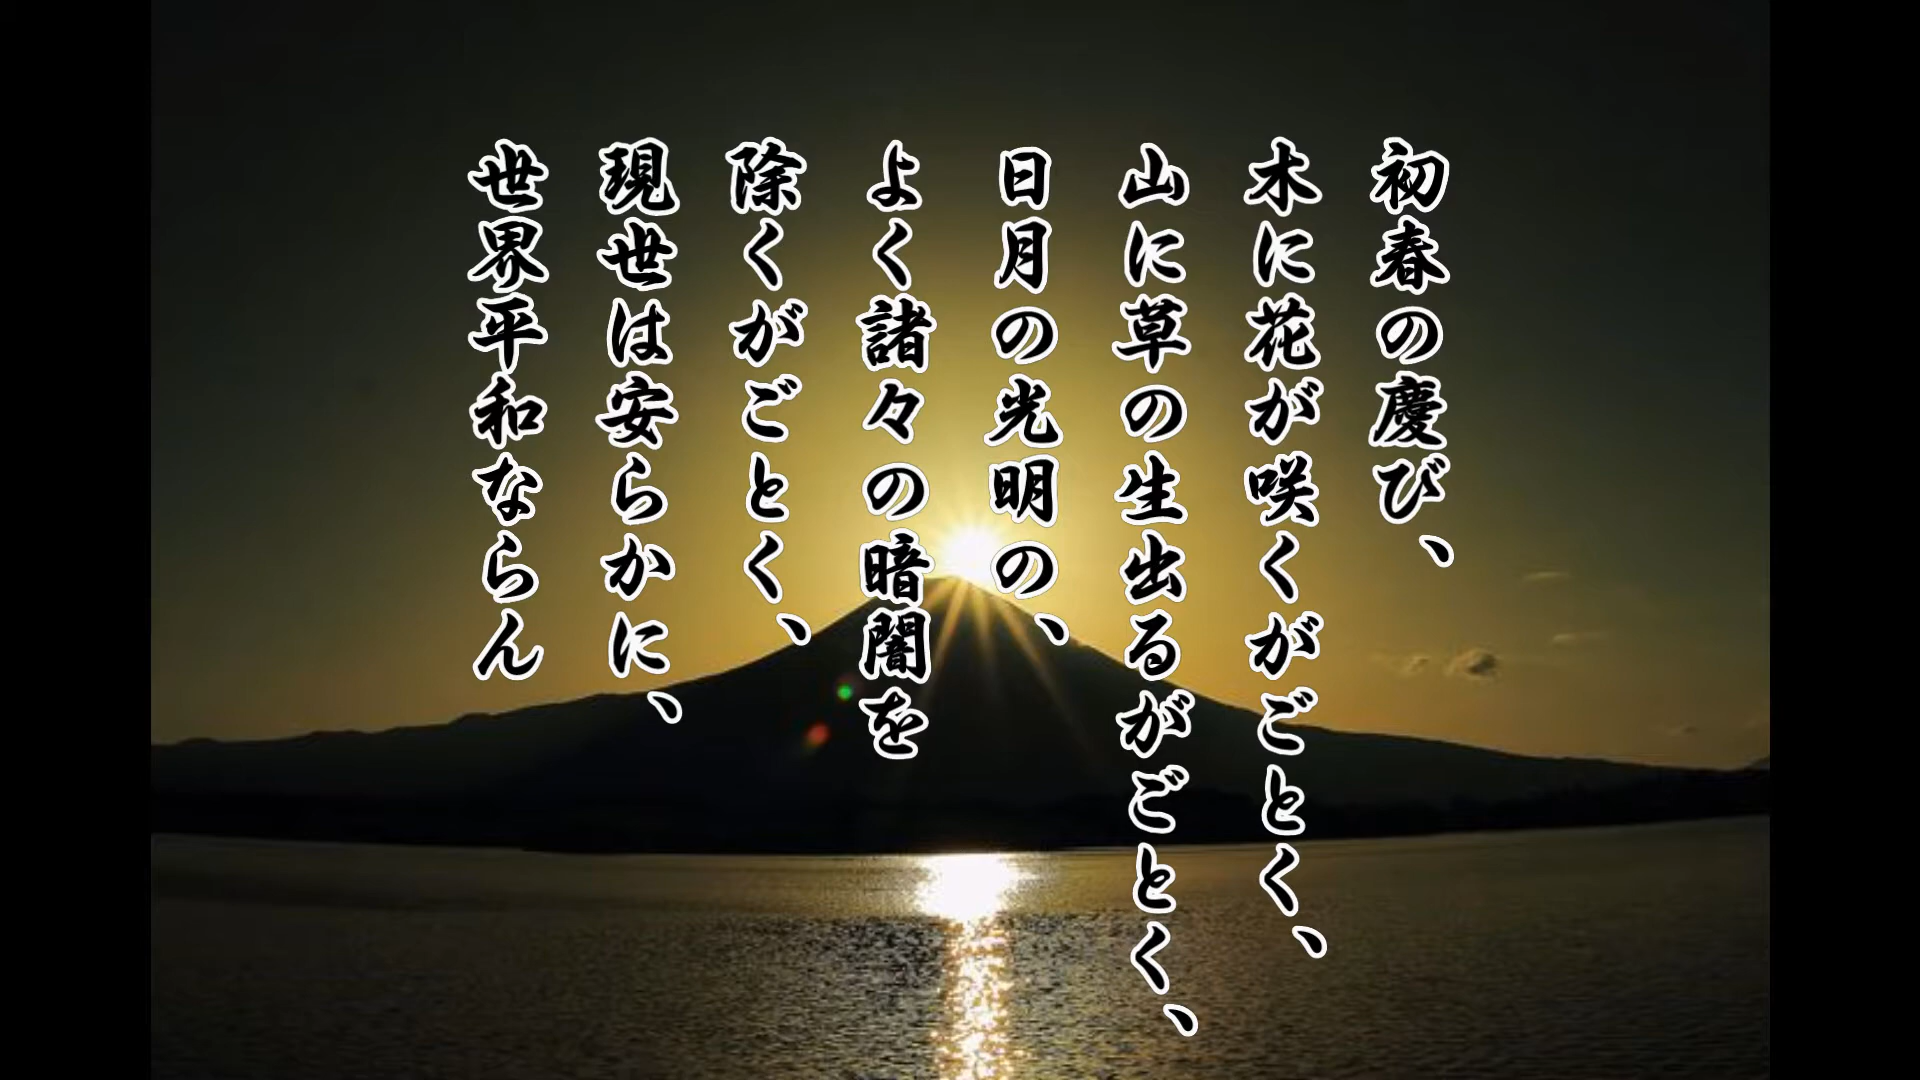 初春の慶び、
木に花が咲くがごとく、
山に草の生出るがごとく、
日月の光明の、
よく諸々の暗闇を
除くがごとく、
現世は安らかに、
世界平和ならん